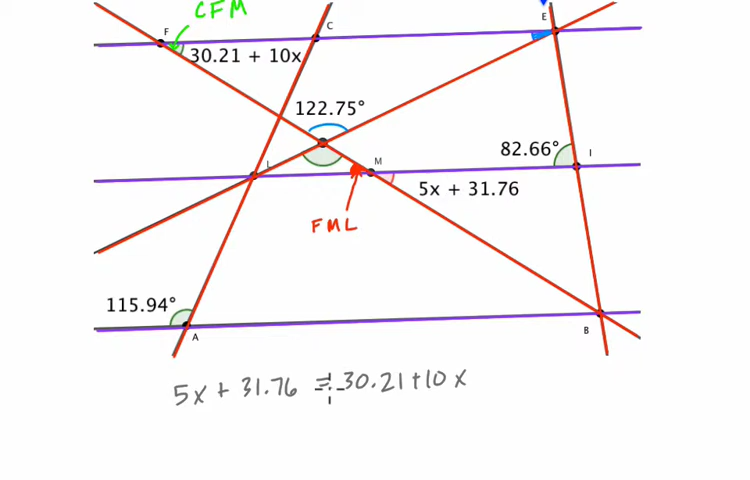 CFM
F
C
E
30.21 + 10x
122.75°
L
M
82.66°
I
5x + 31.76
FML
115.94°
A
B
5x + 31.76 = 30.21 + 10x